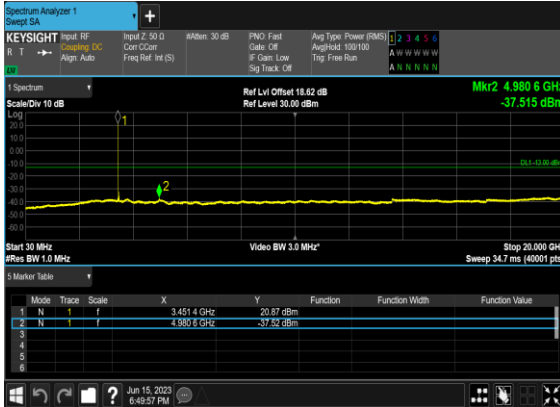 Spectrum Analyzer 1
Swept SA
+
KEYSIGHT Input: RF Input Z: 50 Ω #Atten: 30 dB PNO: Fast Avg Type: Power (RMS) 1 2 3 4 5 6
R T Coupling: DC Corr CCorr Gate: Off Avg|Hold: 100/100 A W W W W W
Align: Auto Freq Ref: Int (S) IF Gain: Low Trig: Free Run
Sig Track: Off A N N N N N
1 Spectrum Ref Lvl Offset 18.62 dB Mkr2 4.980 6 GHz
Scale/Div 10 dB Ref Level 30.00 dBm -37.515 dBm
Log
20.0
10.0
0.00
-10.0
-20.0
-30.0
-40.0
-50.0
-60.0
1
2
DL1 -13.00 dBm
Start 30 MHz Video BW 3.0 MHz* Stop 20.000 GH
#Res BW 1.0 MHz Sweep 34.7 ms (40001 pts
5 Marker Table
Mode Trace Scale X Y Function Function Width Function Value
1 N 1 f 3.451 4 GHz 20.87 dBm
2 N 1 f 4.980 6 GHz -37.52 dBm
3
4
5
6
? Jun 15, 2023
6:49:57 PM